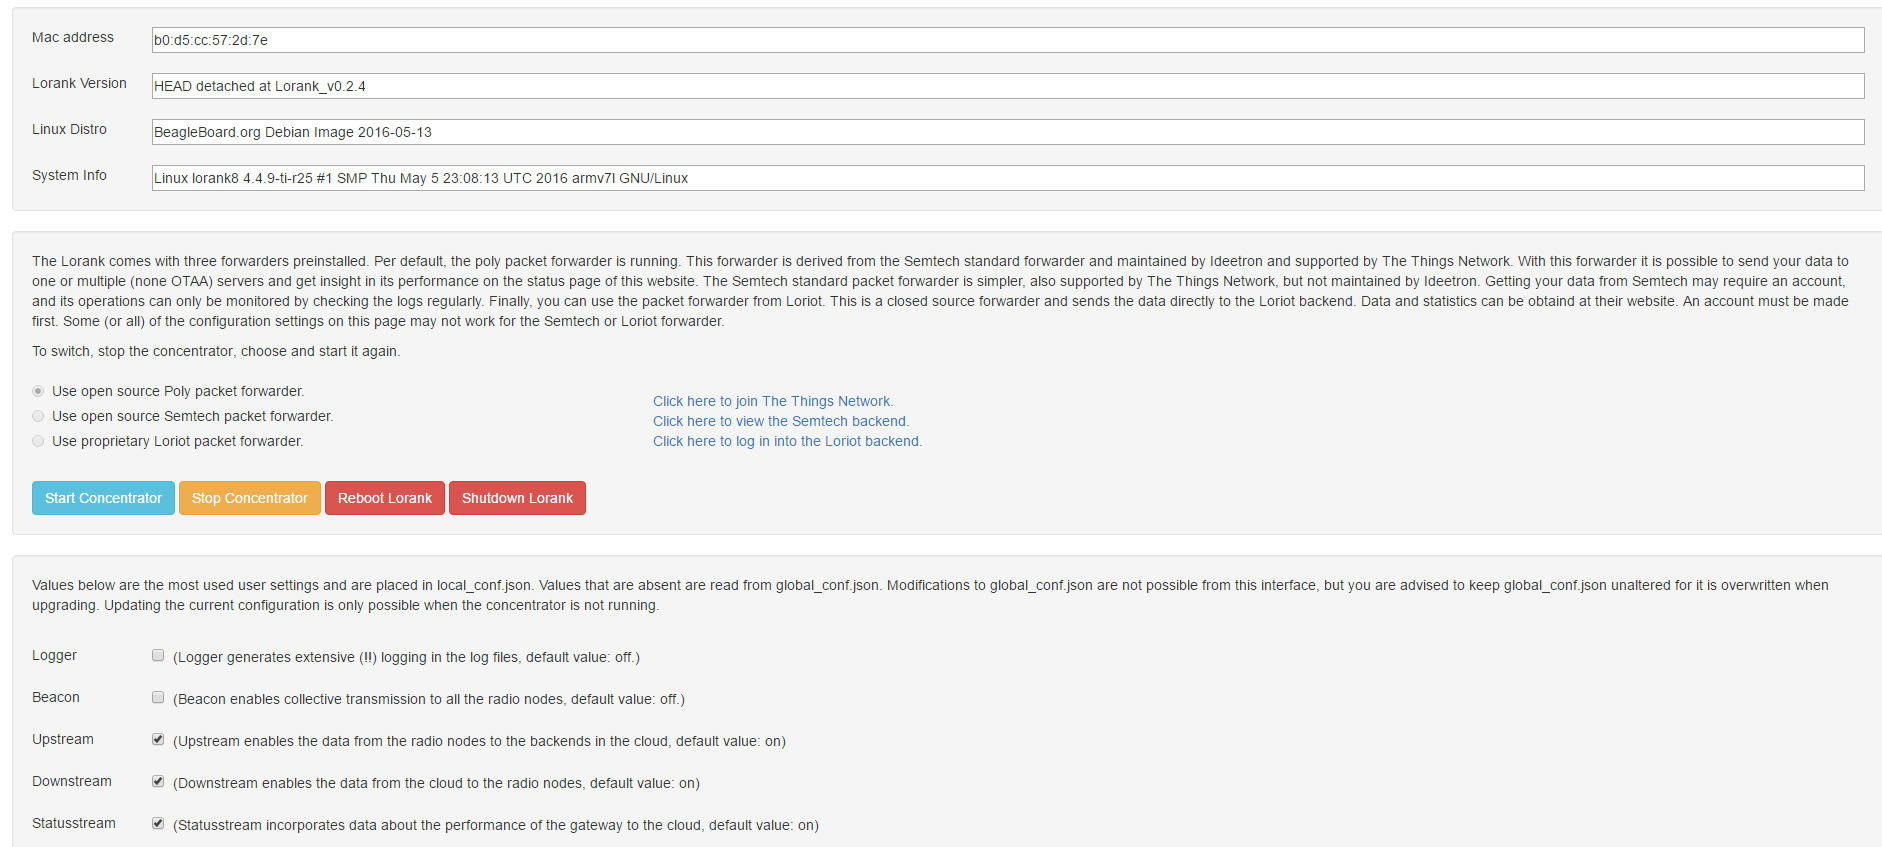 Mac address b0:d5:cc:57:2d:7e
Lorank Version HEAD detached at Lorank_v0.2.4
Linux Distro BeagleBoard.org Debian Image 2016-05-13
System Info Linux lorank8 4.4.9-ti-r25 #1 SMP Thu May 5 23:08:13 UTC 2016 armv7l GNU/Linux
The Lorank comes with three forwarders preinstalled. Per default, the poly packet forwarder is running. This forwarder is derived from the Semtech standard forwarder and maintained by Ideetron and supported by The Things Network. With this forwarder it is possible to send your data to
one or multiple (none OTAA) servers and get insight in its performance on the status page of this website. The Semtech standard packet forwarder is simpler, also supported by The Things Network, but not maintained by Ideetron. Getting your data from Semtech may require an account,
and its operations can only be monitored by checking the logs regularly. Finally, you can use the packet forwarder from Loriot. This is a closed source forwarder and sends the data directly to the Loriot backend. Data and statistics can be obtaind at their website. An account must be made
first. Some (or all) of the configuration settings on this page may not work for the Semtech or Loriot forwarder.
To switch, stop the concentrator, choose and start it again.
Use open source Poly packet forwarder.
Use open source Semtech packet forwarder.
Use proprietary Loriot packet forwarder.
Click here to join The Things Network.
Click here to view the Semtech backend.
Click here to log in into the Loriot backend.
Start Concentrator Stop Concentrator Reboot Lorank Shutdown Lorank
Values below are the most used user settings and are placed in local_conf.json. Values that are absent are read from global_conf.json. Modifications to global_conf.json are not possible from this interface, but you are advised to keep global_conf.json unaltered for it is overwritten when
upgrading. Updating the current configuration is only possible when the concentrator is not running.
Logger (Logger generates extensive (!!) logging in the log files, default value: off.)
Beacon (Beacon enables collective transmission to all the radio nodes, default value: off.)
Upstream (Upstream enables the data from the radio nodes to the backends in the cloud, default value: on)
Downstream (Downstream enables the data from the cloud to the radio nodes, default value: on)
Statusstream (Statusstream incorporates data about the performance of the gateway to the cloud, default value: on)